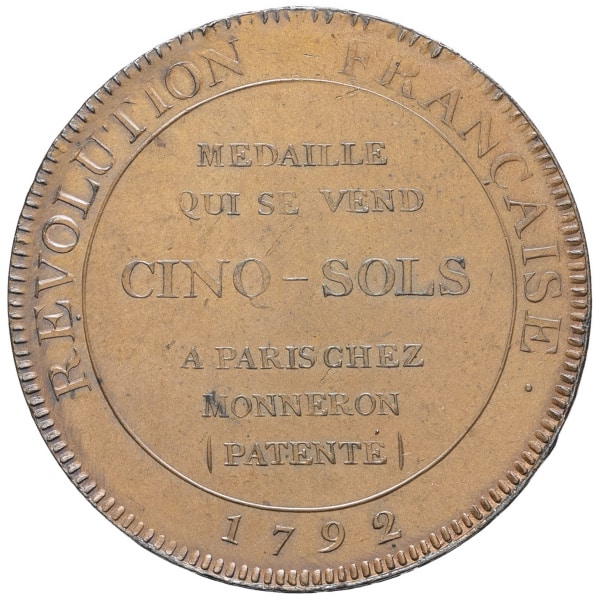 REVOLUTION FRANCAISE.
MEDAILLE
QUI SE VEND
CINQ-SOLS
A PARIS CHEZ
MONNERON
(PATENTE)
1792